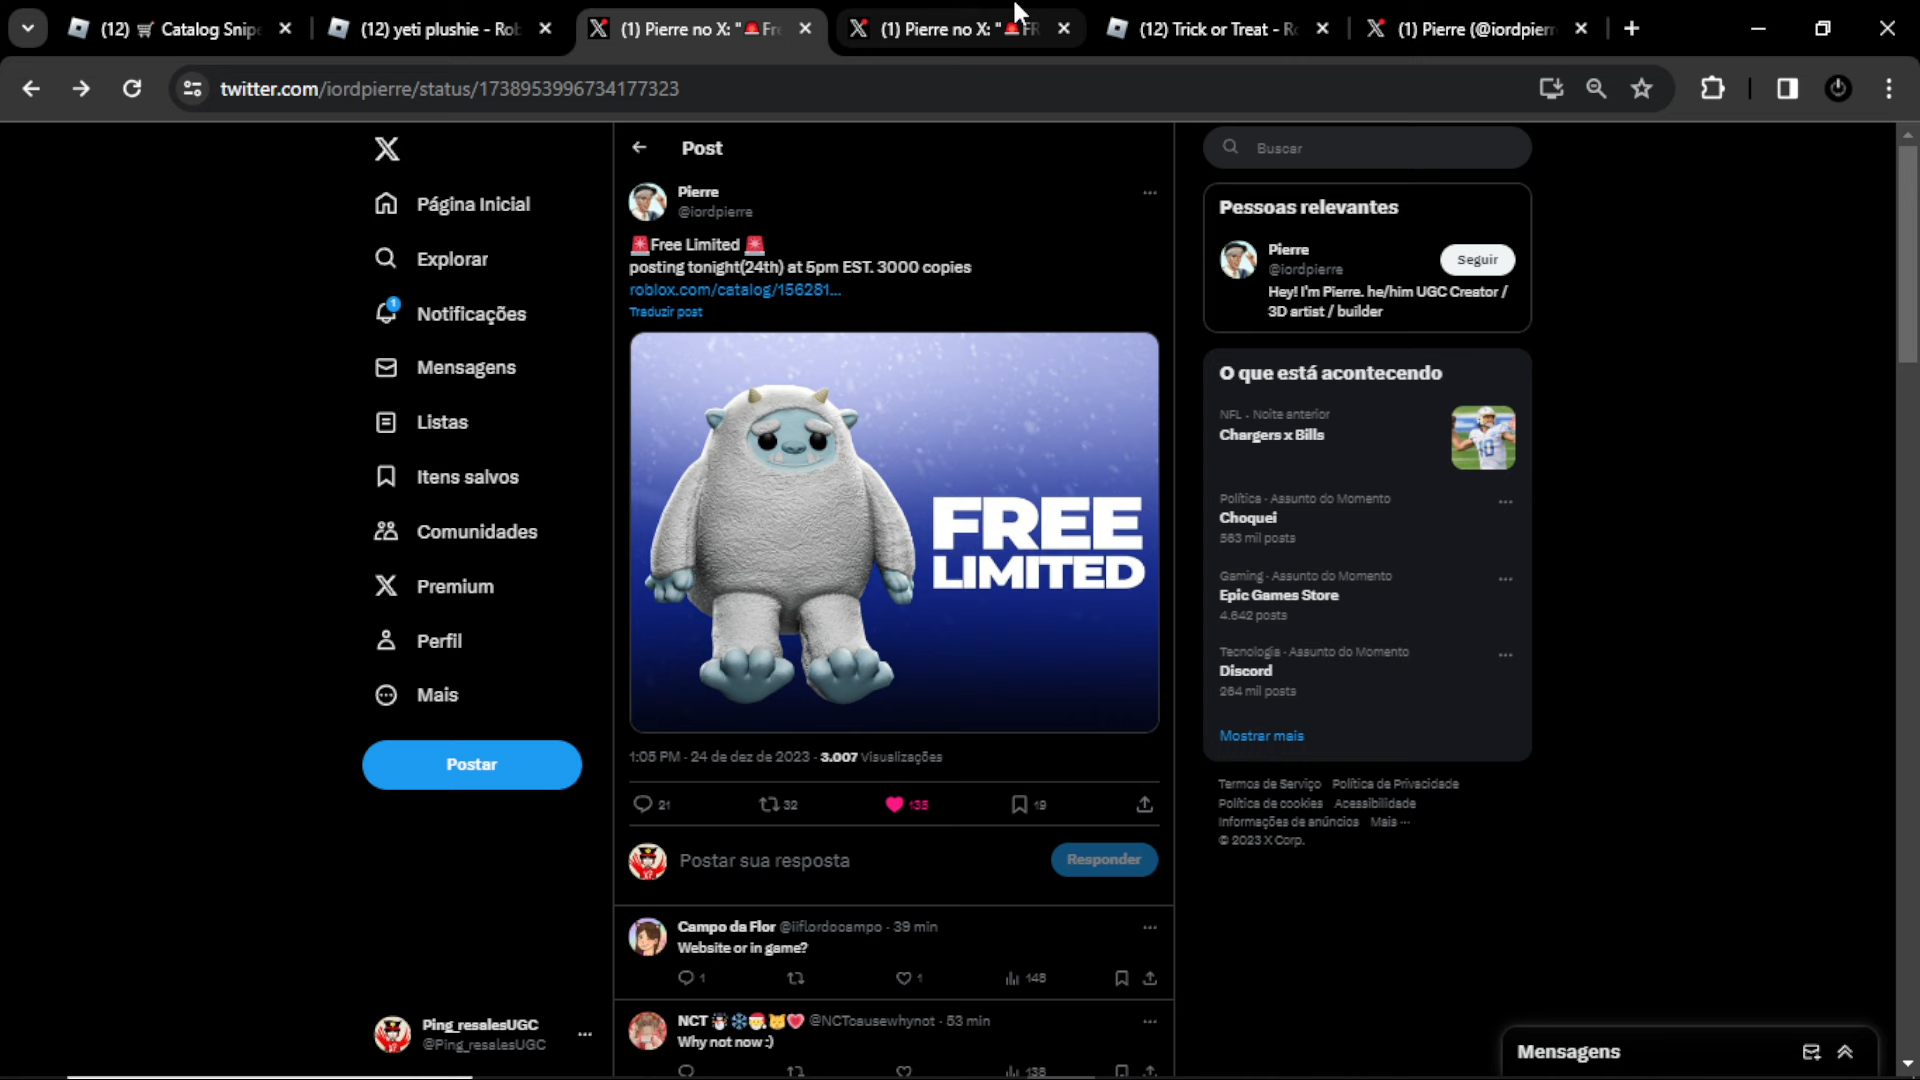 (12) 🛒 Catalog Snipe
(12) yeti plushie - Rob
(1) Pierre no X: "🚨Fre
(1) Pierre no X: "🚨FR
(12) Trick or Treat - Ro
(1) Pierre (@iordpierr
twitter.com/iordpierre/status/1738953996734177323
Página Inicial
Explorar
1
Notificações
Mensagens
Listas
Itens salvos
Comunidades
Premium
Perfil
Mais
Postar
Ping_resalesUGC
@Ping_resalesUGC
Post
Pierre
@iordpierre
🚨Free Limited 🚨
posting tonight(24th) at 5pm EST. 3000 copies
roblox.com/catalog/156281...
Traduzir post
FREE
LIMITED
1:05 PM · 24 de dez de 2023 · 3.007 Visualizações
21 32 135 19
Postar sua resposta
Responder
Campo da Flor @iiflordocampo · 39 min
Website or in game?
1 1 148
NCT ☃️❄️🎅😺💗 @NCTcausewhynot · 53 min
Why not now :)
138
Buscar
Pessoas relevantes
Pierre
@iordpierre
Seguir
Hey! I'm Pierre. he/him UGC Creator /
3D artist / builder
O que está acontecendo
NFL · Noite anterior
Chargers x Bills
Política · Assunto do Momento
Choquei
583 mil posts
Gaming · Assunto do Momento
Epic Games Store
4.642 posts
Tecnologia · Assunto do Momento
Discord
264 mil posts
Mostrar mais
Termos de Serviço Política de Privacidade
Política de cookies Acessibilidade
Informações de anúncios Mais ...
© 2023 X Corp.
Mensagens